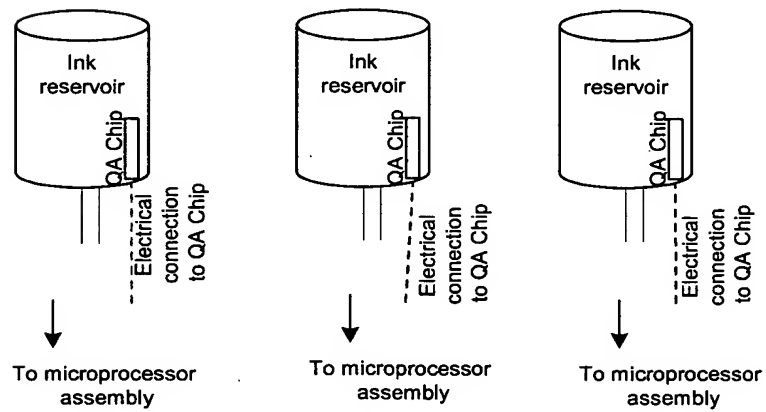 Ink
reservoir
QA Chip
Electrical
connection
to QA Chip
To microprocessor
assembly
Ink
reservoir
QA Chip
Electrical
connection
to QA Chip
To microprocessor
assembly
Ink
reservoir
QA Chip
Electrical
connection
to QA Chip
To microprocessor
assembly